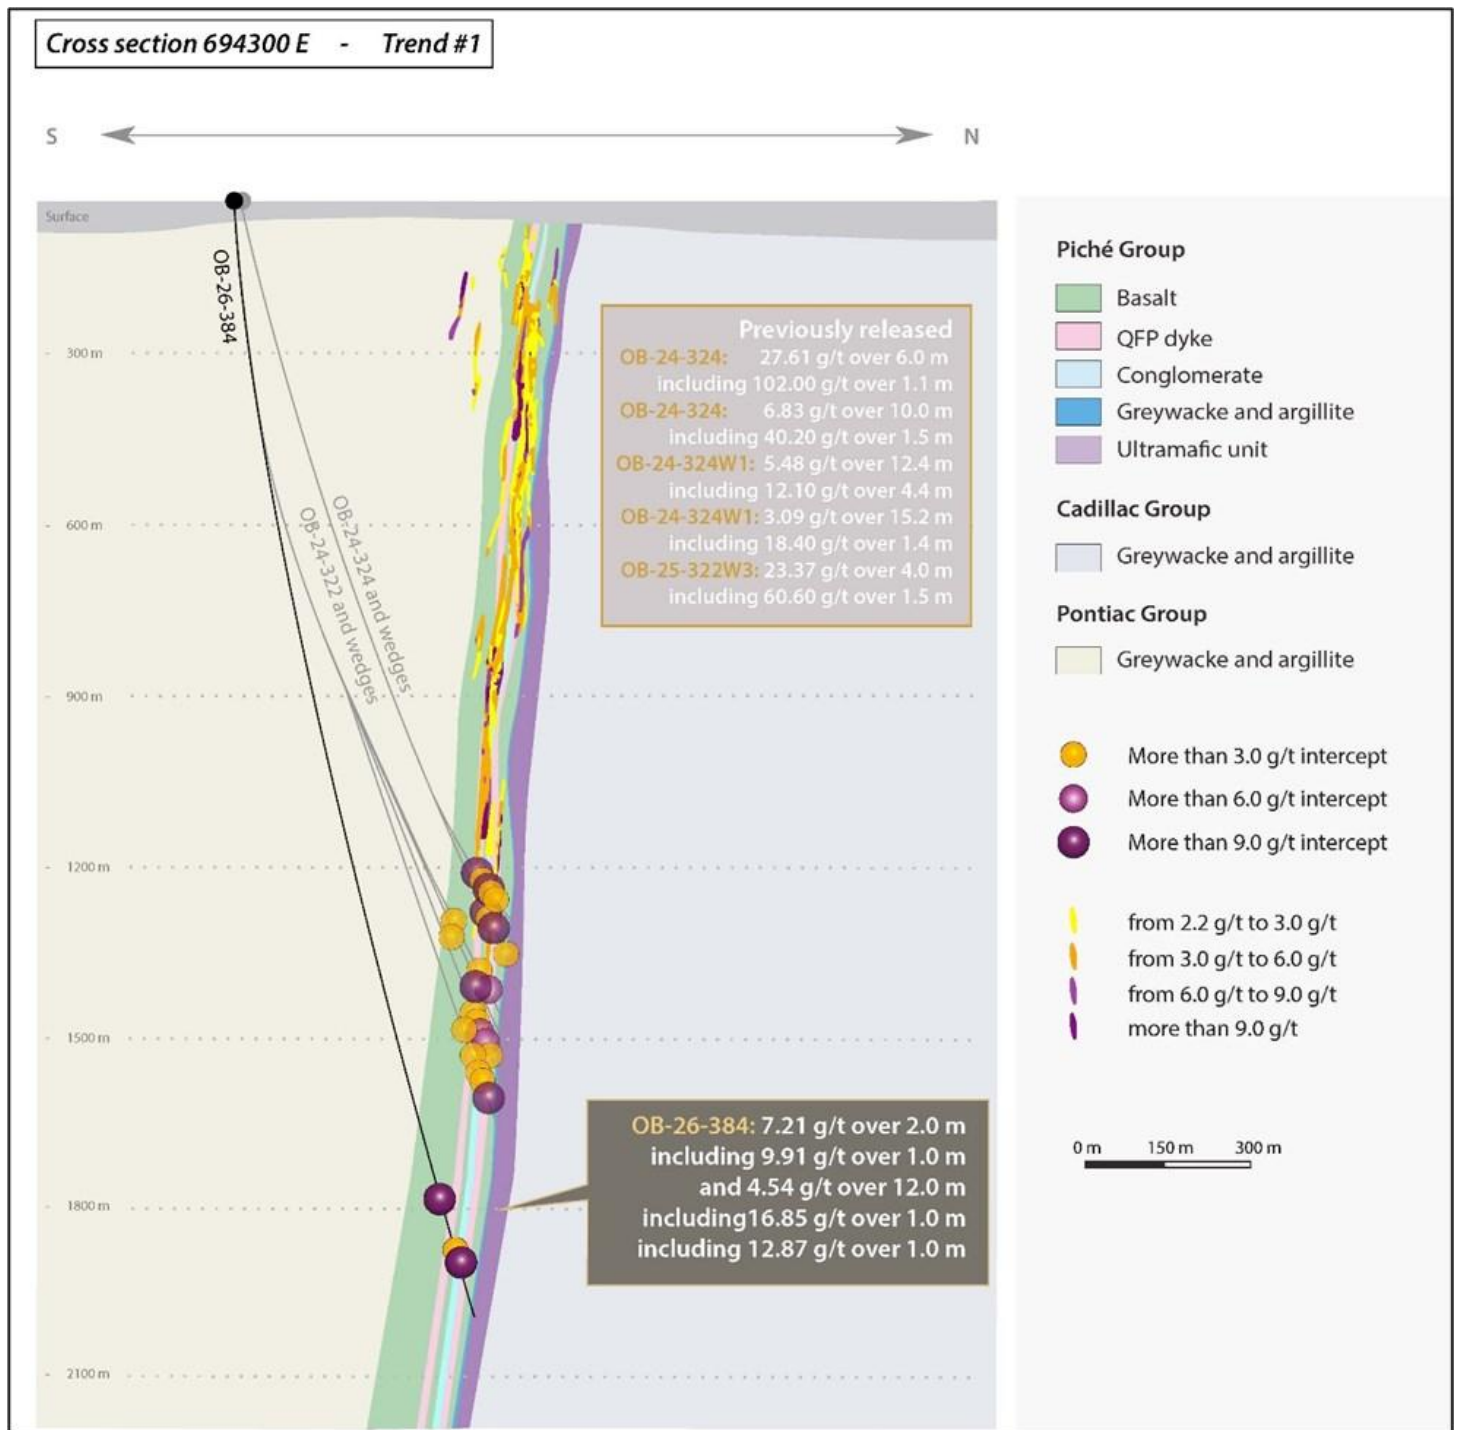 Cross section 694300 E - Trend #1
S N
Surface
OB-26-384
300 m
Previously released
OB-24-324: 27.61 g/t over 6.0 m
including 102.00 g/t over 1.1 m
OB-24-324: 6.83 g/t over 10.0 m
including 40.20 g/t over 1.5 m
OB-24-324W1: 5.48 g/t over 12.4 m
including 12.10 g/t over 4.4 m
OB-24-324W1: 3.09 g/t over 15.2 m
including 18.40 g/t over 1.4 m
OB-25-322W3: 23.37 g/t over 4.0 m
including 60.60 g/t over 1.5 m
OB-24-324 and wedges
OB-24-322 and wedges
600 m
900 m
1200 m
1500 m
OB-26-384: 7.21 g/t over 2.0 m
including 9.91 g/t over 1.0 m
and 4.54 g/t over 12.0 m
including16.85 g/t over 1.0 m
including 12.87 g/t over 1.0 m
1800 m
2100 m
Piché Group
Basalt
QFP dyke
Conglomerate
Greywacke and argillite
Ultramafic unit
Cadillac Group
Greywacke and argillite
Pontiac Group
Greywacke and argillite
More than 3.0 g/t intercept
More than 6.0 g/t intercept
More than 9.0 g/t intercept
from 2.2 g/t to 3.0 g/t
from 3.0 g/t to 6.0 g/t
from 6.0 g/t to 9.0 g/t
more than 9.0 g/t
0 m 150 m 300 m